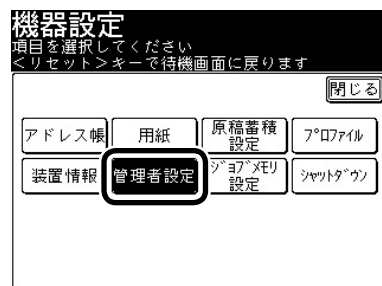 機器設定
項目を選択してください
<リセット>キーで待機画面に戻ります
閉じる
アドレス帳 用紙 原稿蓄積設定 プロファイル
装置情報 管理者設定 ジョブメモリ設定 シャットダウン